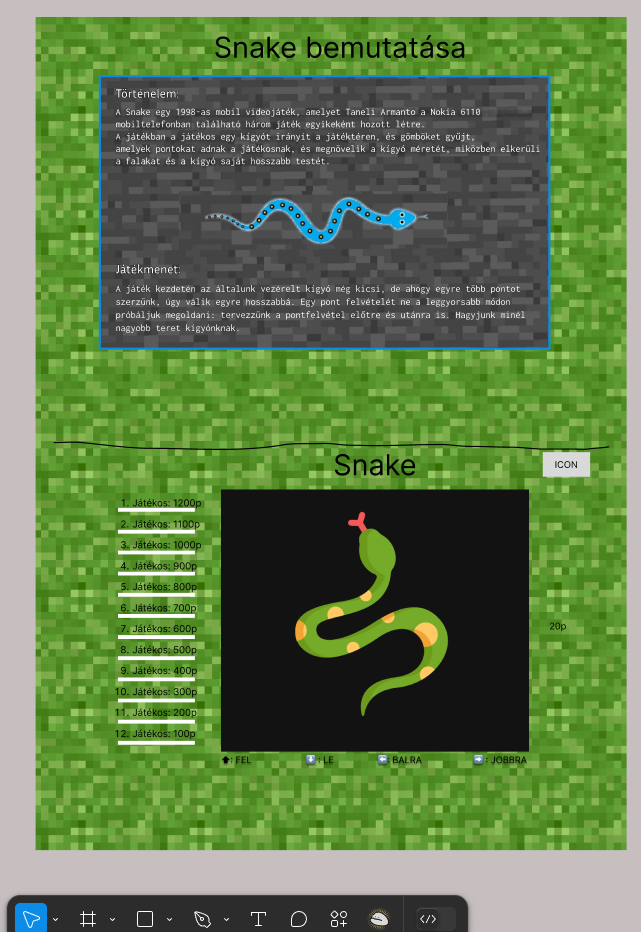 Snake bemutatása
Történelem:
A Snake egy 1998-as mobil videojáték, amelyet Taneli Armanto a Nokia 6110
mobiltelefonban található három játék egyikeként hozott létre.
A játékban a játékos egy kígyót irányít a játéktéren, és gömböket gyűjt,
amelyek pontokat adnak a játékosnak, és megnövelik a kígyó méretét, miközben elkerüli
a falakat és a kígyó saját hosszabb testét.
Játékmenet:
A játék kezdetén az általunk vezérelt kígyó még kicsi, de ahogy egyre több pontot
szerzünk, úgy válik egyre hosszabbá. Egy pont felvételét ne a leggyorsabb módon
próbáljuk megoldani: tervezzünk a pontfelvétel előtre és utánra is. Hagyjunk minél
nagyobb teret kígyónknak.
Snake
ICON
1. Játékos: 1200p
2. Játékos: 1100p
3. Játékos: 1000p
4. Játékos: 900p
5. Játékos: 800p
6. Játékos: 700p
7. Játékos: 600p
8. Játékos: 500p
9. Játékos: 400p
10. Játékos: 300p
11. Játékos: 200p
12. Játékos: 100p
20p
⬆: FEL ⬇: LE ⬅: BALRA ➡: JOBBRA